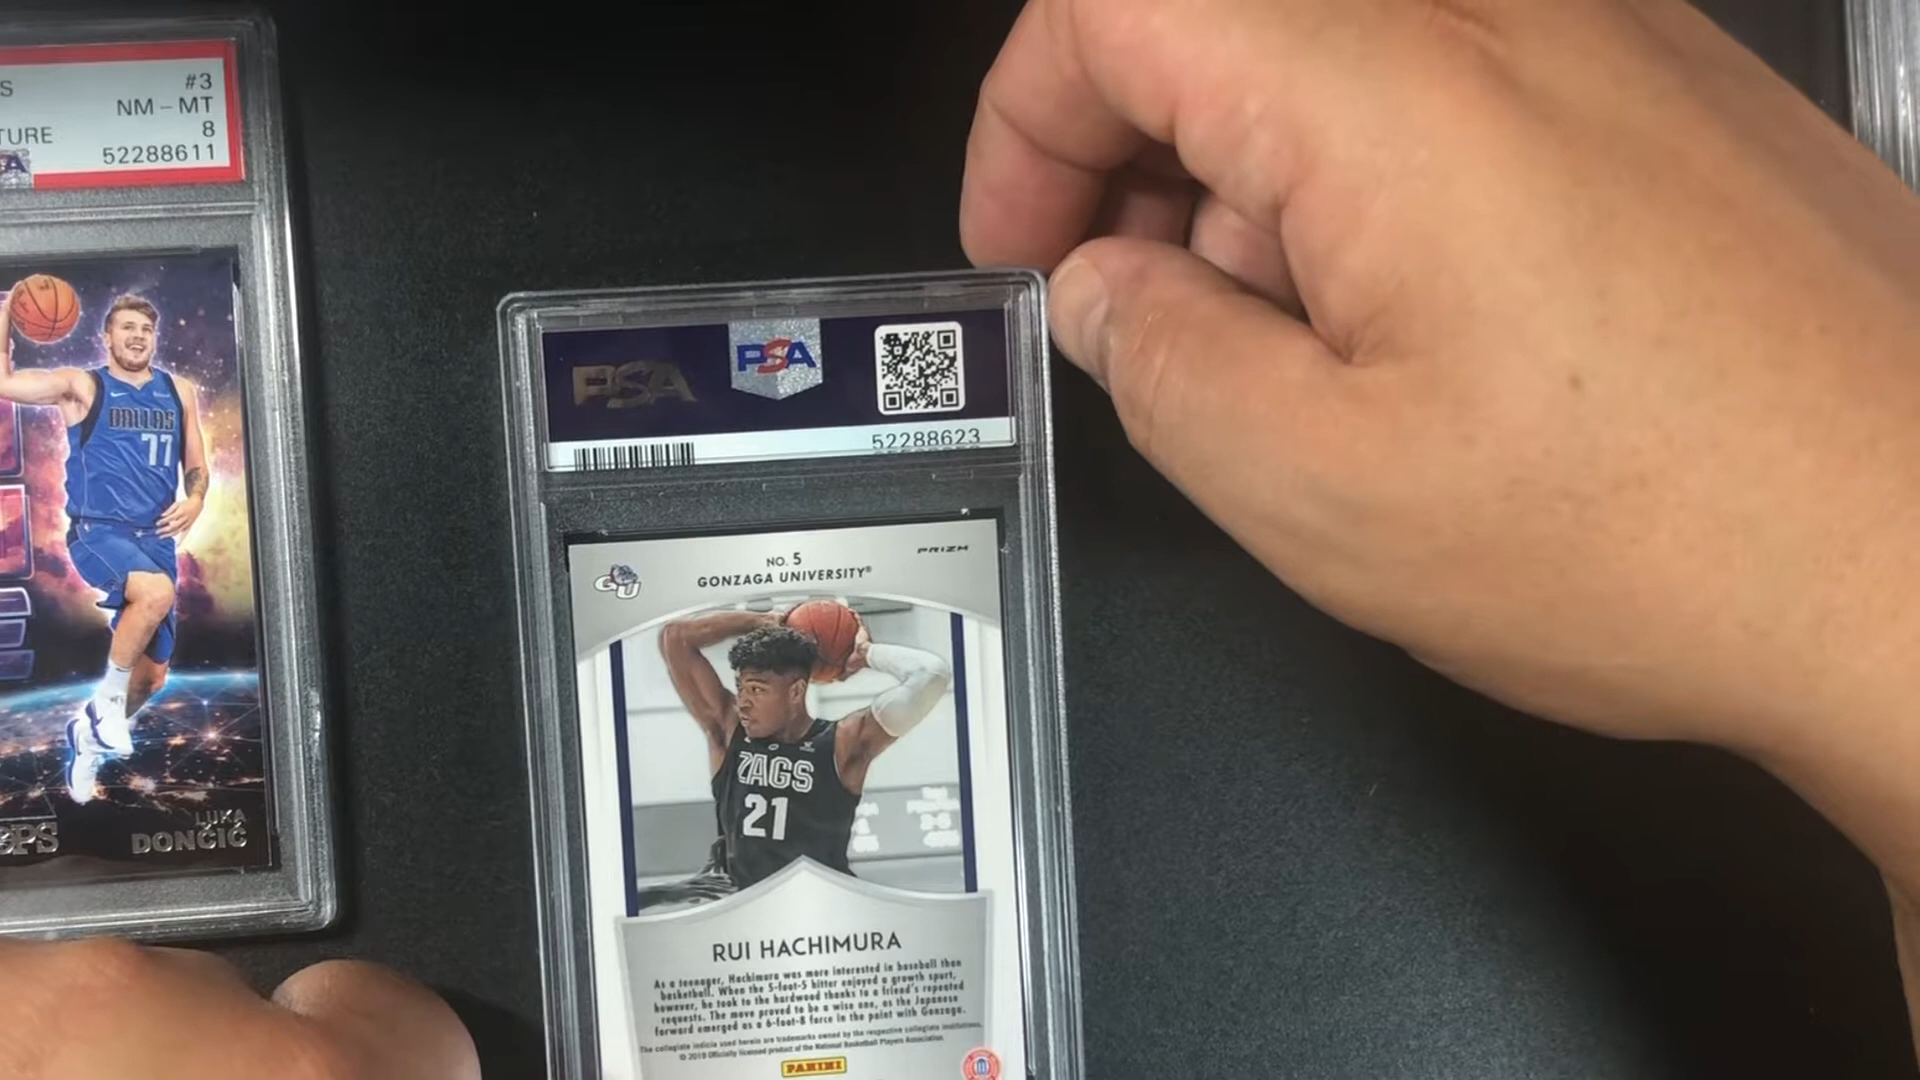 S #3
NM - MT
TURE 8
52288611
DALLAS
77
LUKA
DONČIĆ
PSA
PSA
52288623
NO. 5
GONZAGA UNIVERSITY®
PRIZM
GU
ZAGS
21
RUI HACHIMURA
As a teenager, Hachimura was more interested in baseball than
basketball. When the 5-foot-5 hitter enjoyed a growth spurt,
however, he took to the hardwood thanks to a friend's repeated
requests. The move proved to be a wise one, as the Japanese
forward emerged as a 6-foot-8 force in the paint with Gonzaga.
The collegiate indicia used herein are trademarks owned by the respective collegiate institutions.
© 2019 Officially licensed product of the National Basketball Players Association.
PANINI